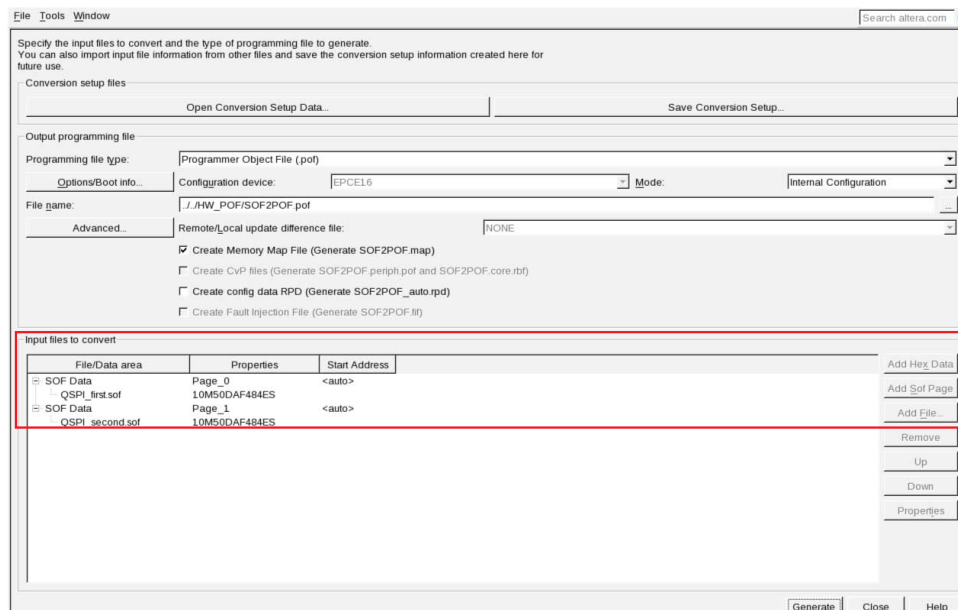 File Tools Window
Search altera.com
Specify the input files to convert and the type of programming file to generate.
You can also import input file information from other files and save the conversion setup information created here for
future use.
Conversion setup files
Open Conversion Setup Data... Save Conversion Setup...
Output programming file
Programming file type: Programmer Object File (.pof)
Options/Boot info... Configuration device: EPCE16 Mode: Internal Configuration
File name: ../../HW_POF/SOF2POF.pof ...
Advanced... Remote/Local update difference file: NONE
Create Memory Map File (Generate SOF2POF.map)
Create CvP files (Generate SOF2POF.periph.pof and SOF2POF.core.rbf)
Create config data RPD (Generate SOF2POF_auto.rpd)
Create Fault Injection File (Generate SOF2POF.fif)
Input files to convert
File/Data area Properties Start Address
Add Hex Data
SOF Data Page_0 <auto>
Add Sof Page
QSPI_first.sof 10M50DAF484ES
SOF Data Page_1 <auto>
Add File...
QSPI_second.sof 10M50DAF484ES
Remove
Up
Down
Properties
Generate Close Help